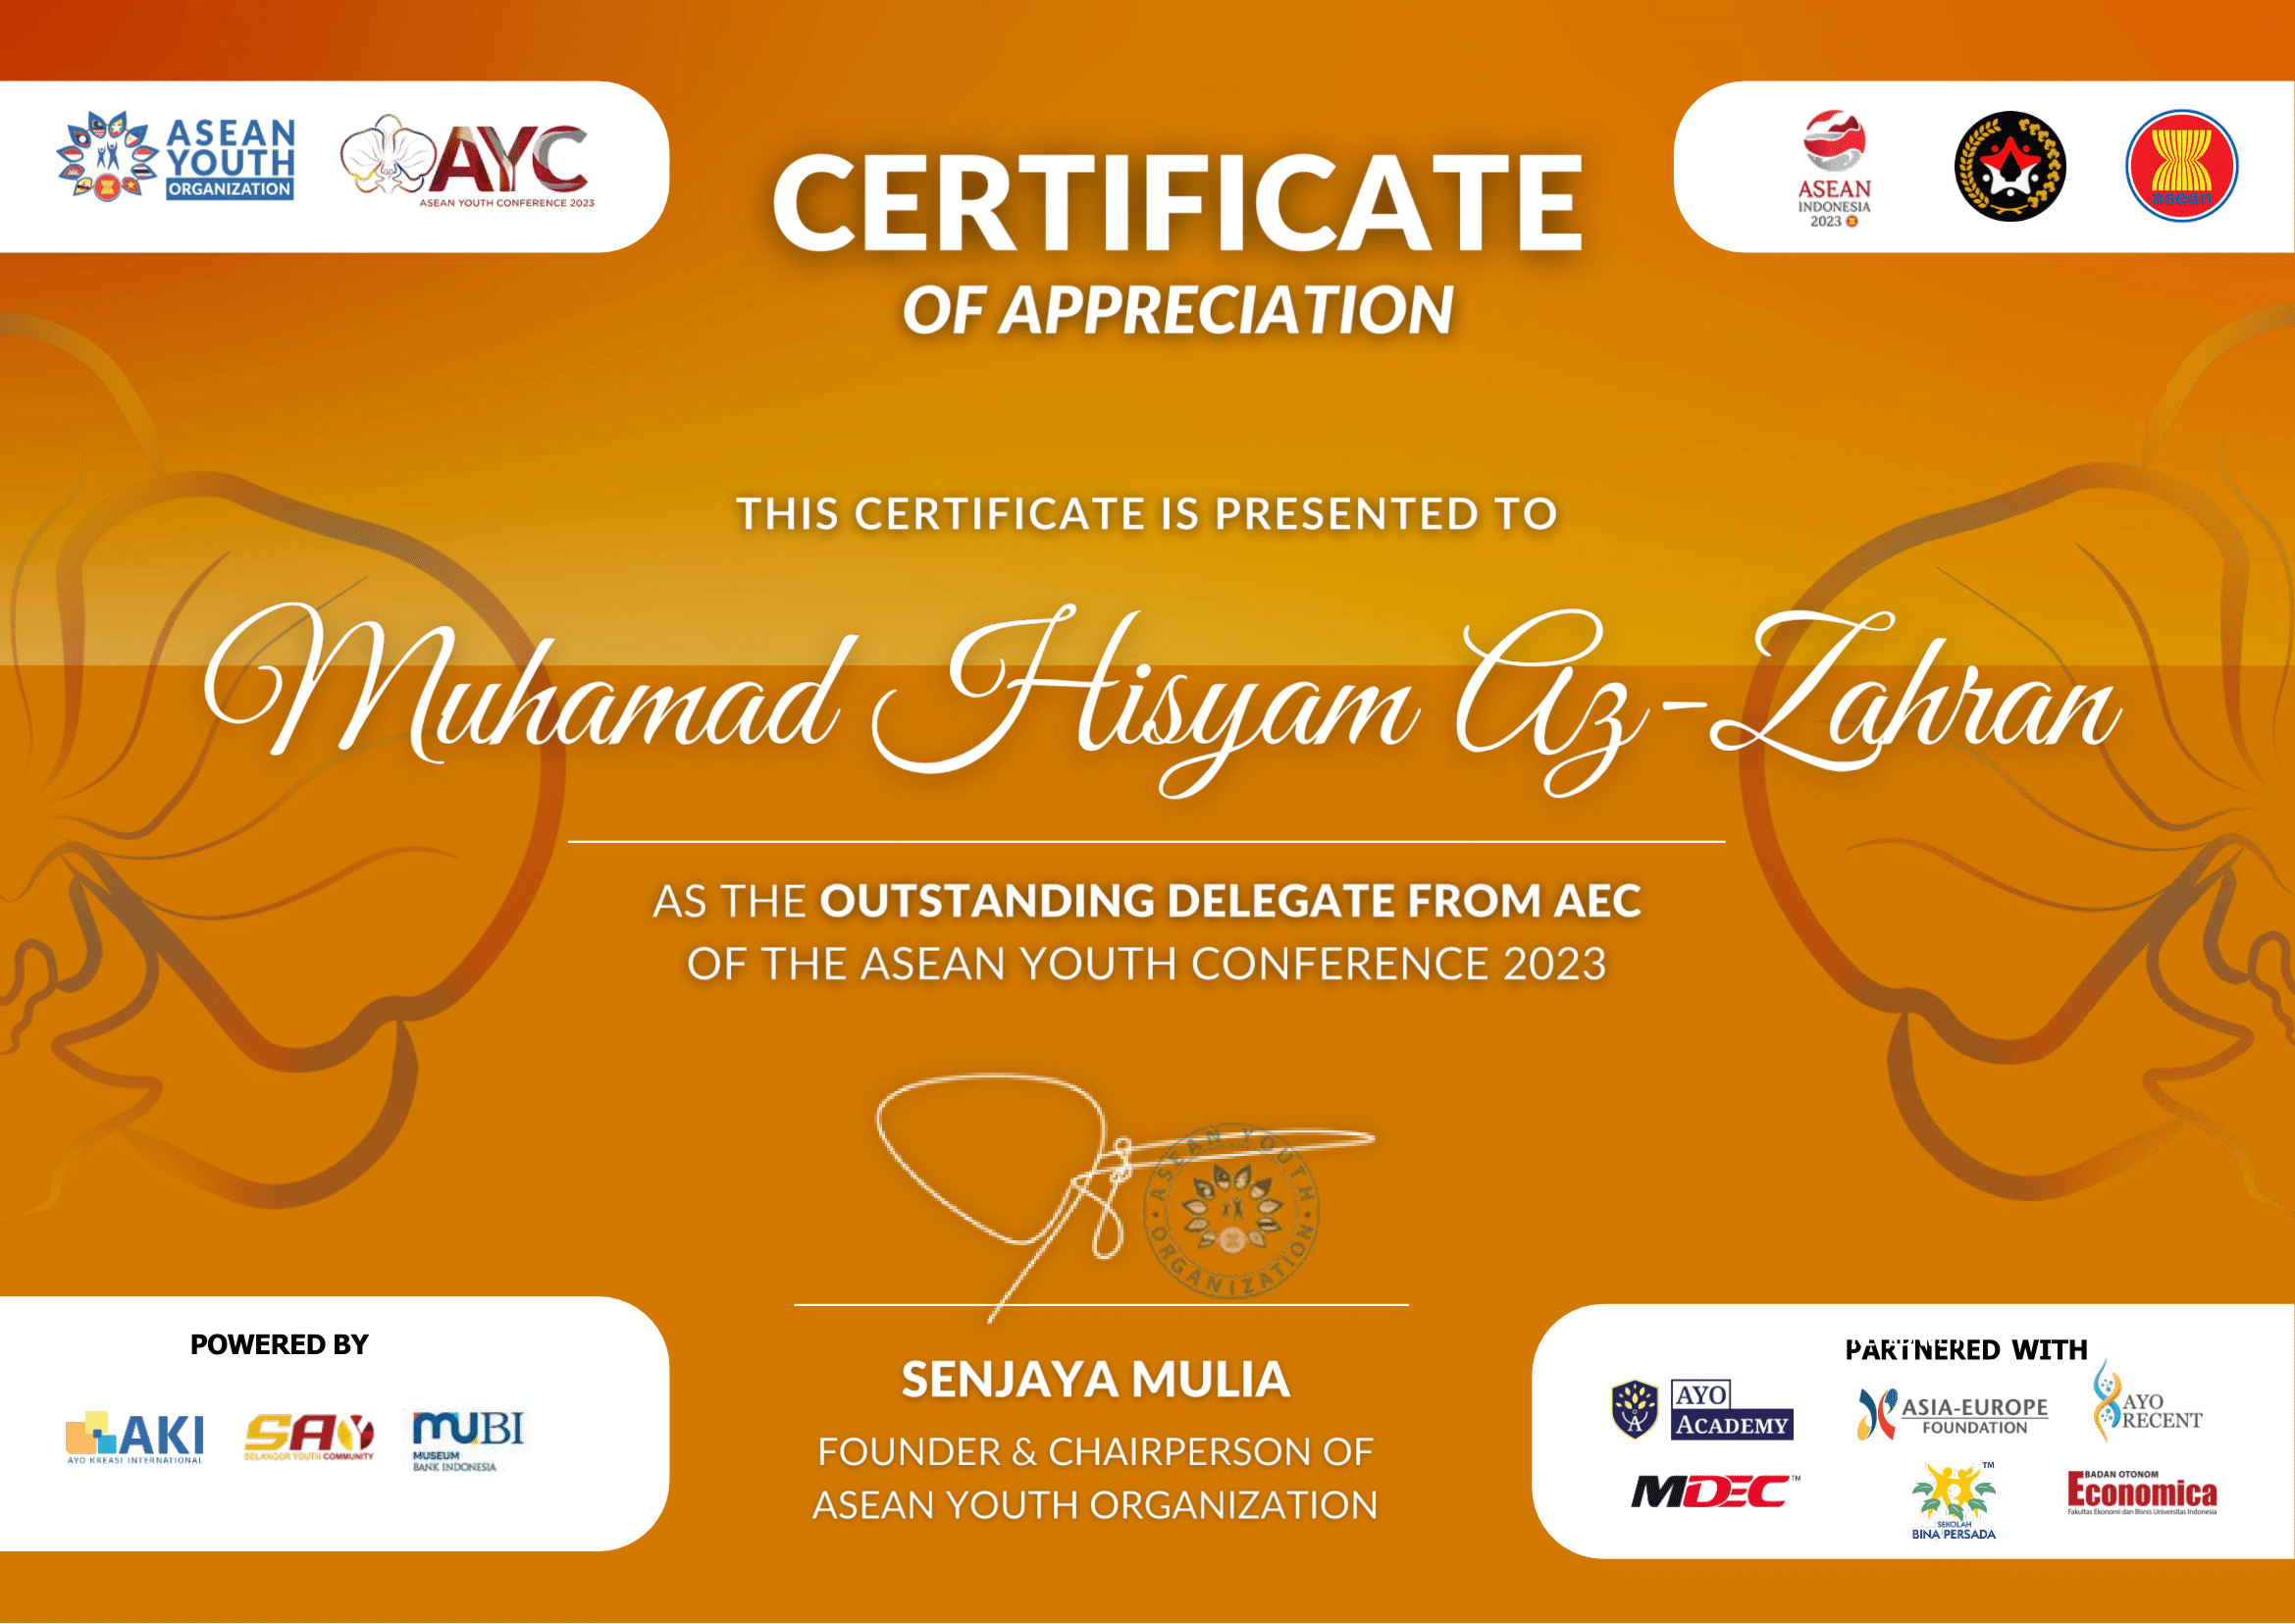 ASEAN
YOUTH
ORGANIZATION
AYC
ASEAN YOUTH CONFERENCE 2023
ASEAN
INDONESIA
2023
asean
CERTIFICATE
OF APPRECIATION
THIS CERTIFICATE IS PRESENTED TO
Muhamad Hisyam Az-Zahran
AS THE OUTSTANDING DELEGATE FROM AEC
OF THE ASEAN YOUTH CONFERENCE 2023
ASEAN YOUTH
ORGANIZATION
SENJAYA MULIA
FOUNDER & CHAIRPERSON OF
ASEAN YOUTH ORGANIZATION
POWERED BY
AKI
AYO KREASI INTERNATIONAL
SAY
SELANGOR YOUTH COMMUNITY
MUBI
MUSEUM
BANK INDONESIA
PARTNERED WITH
AYO
ACADEMY
ASIA-EUROPE
FOUNDATION
AYO
RECENT
MDEC™
TM
SEKOLAH
BINA PERSADA
BADAN OTONOM
Economica
Fakultas Ekonomi dan Bisnis Universitas Indonesia